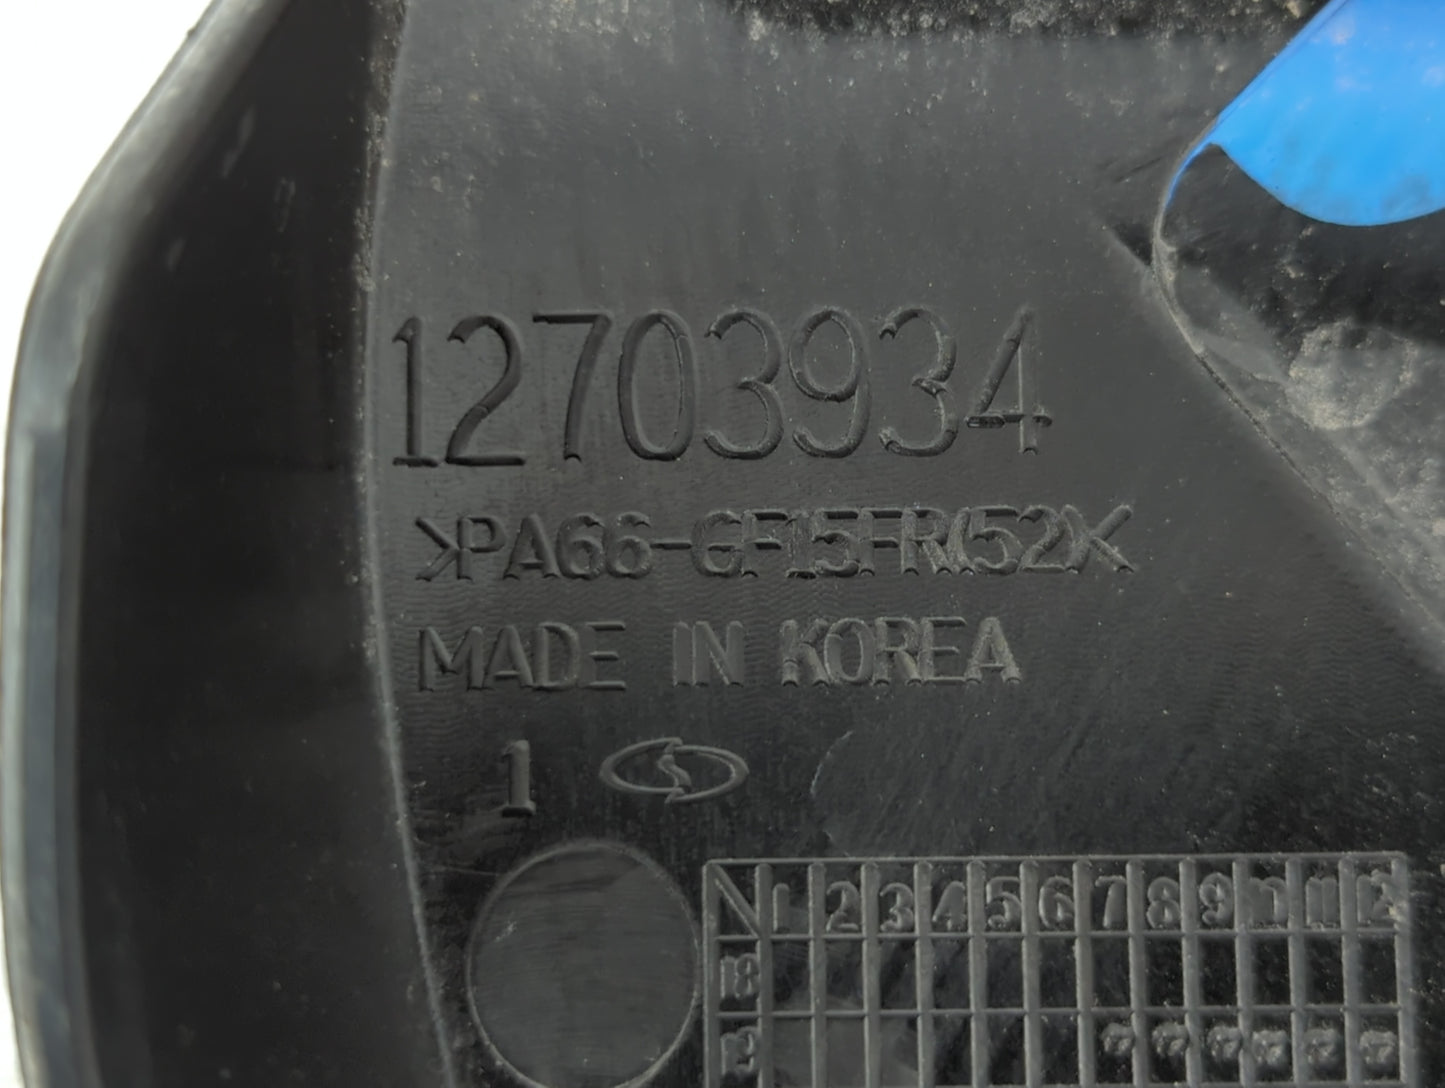 12703934
>PA66-GF15FR(52)<
MADE IN KOREA
1
1 2 3 4 5 6 7 8 9 10 11 12
18
19